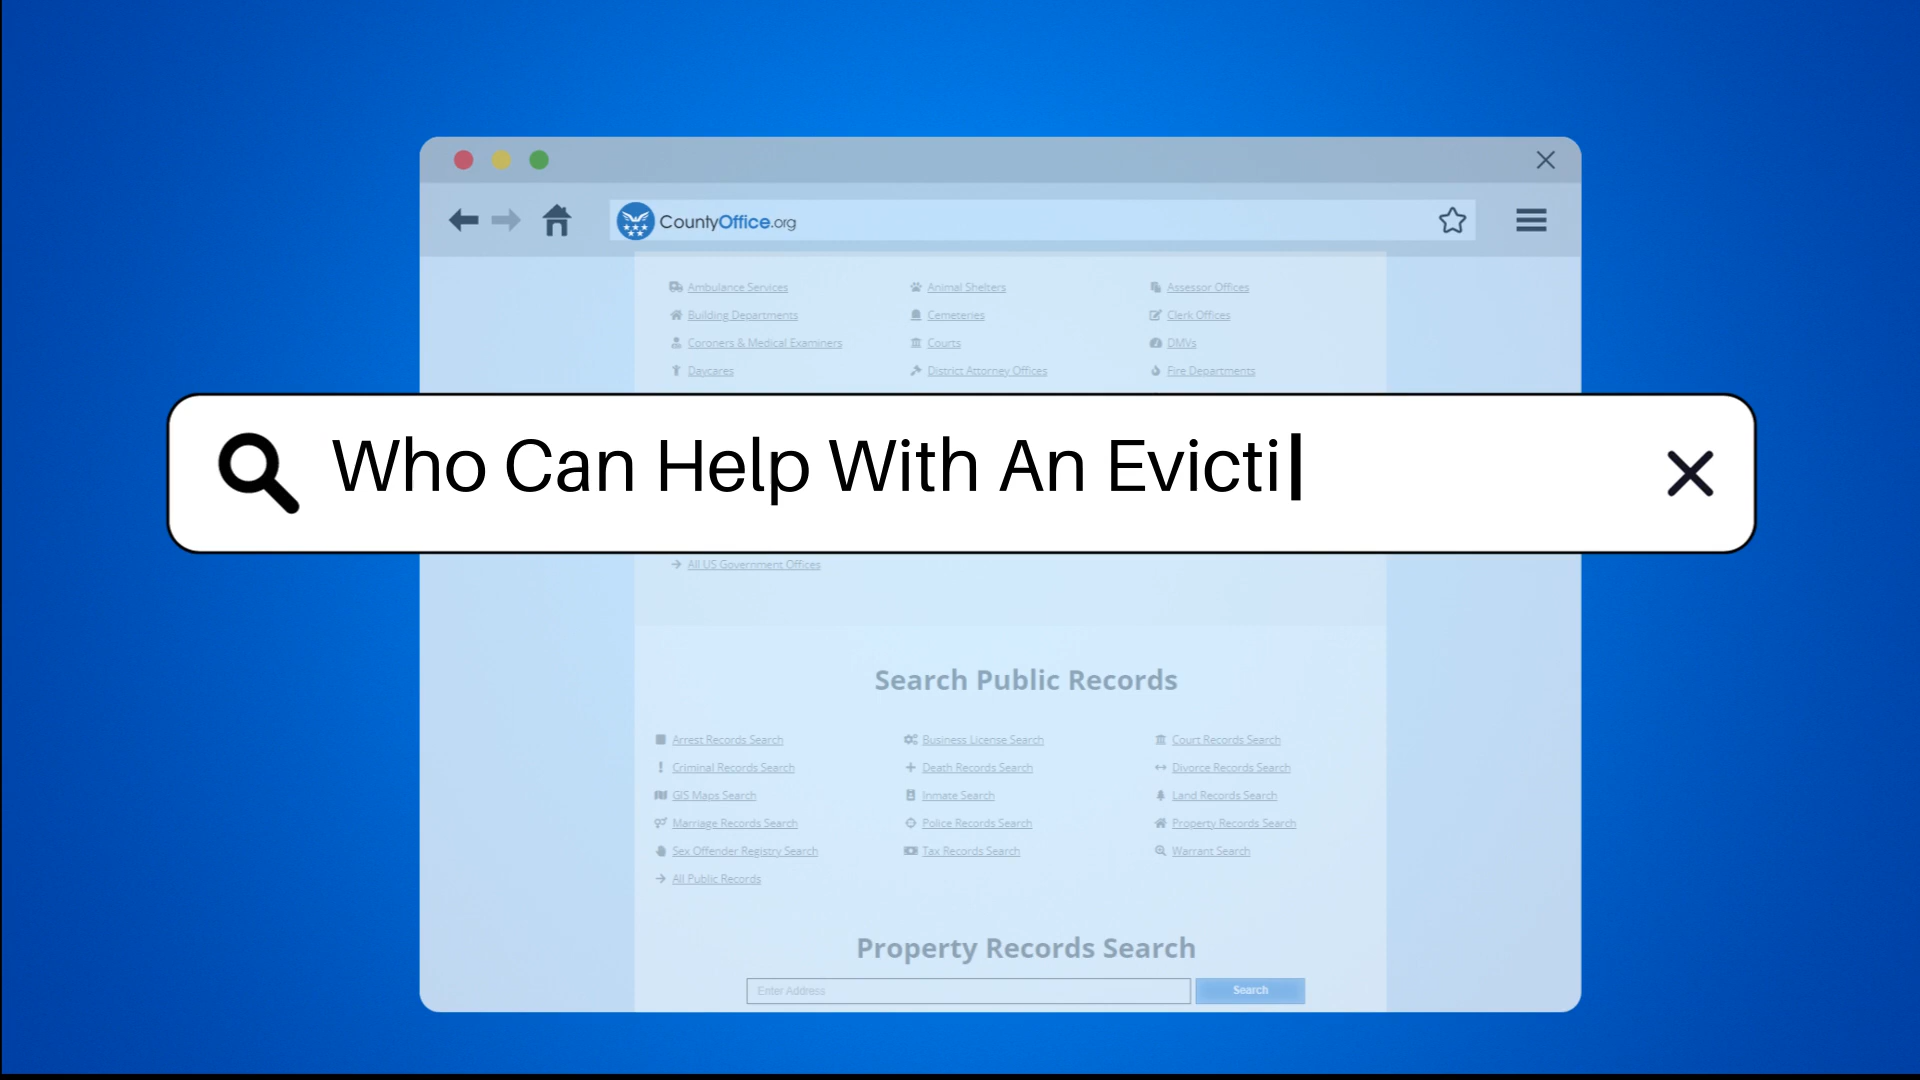 CountyOffice.org
Ambulance Services Animal Shelters Assessor Offices
Building Departments Cemeteries Clerk Offices
Coroners & Medical Examiners Courts DMVs
Daycares District Attorney Offices Fire Departments
Who Can Help With An Evicti
All US Government Offices
Search Public Records
Arrest Records Search Business License Search Court Records Search
Criminal Records Search Death Records Search Divorce Records Search
GIS Maps Search Inmate Search Land Records Search
Marriage Records Search Police Records Search Property Records Search
Sex Offender Registry Search Tax Records Search Warrant Search
All Public Records
Property Records Search
Enter Address Search